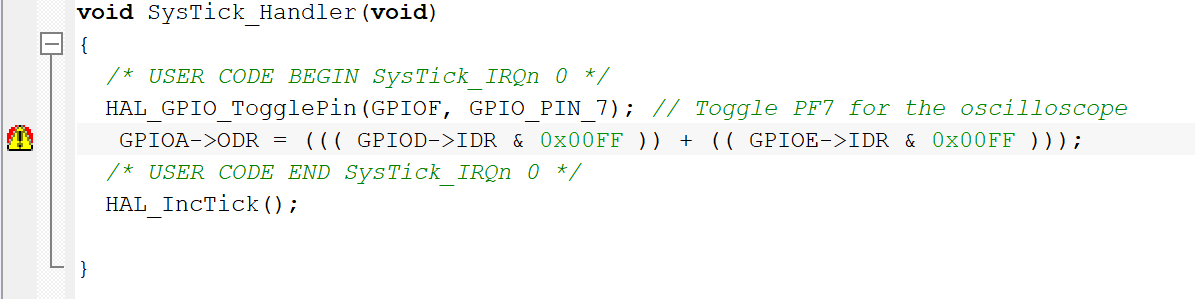 void SysTick_Handler(void)
{
/* USER CODE BEGIN SysTick_IRQn 0 */
HAL_GPIO_TogglePin(GPIOF, GPIO_PIN_7); // Toggle PF7 for the oscilloscope
GPIOA->ODR = ((( GPIOD->IDR & 0x00FF )) + (( GPIOE->IDR & 0x00FF )));
/* USER CODE END SysTick_IRQn 0 */
HAL_IncTick();
}